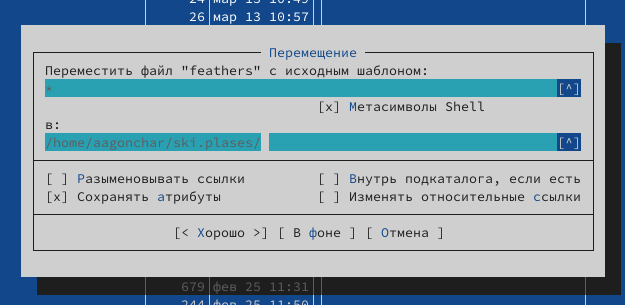 24 мар 13 10:49
26 мар 13 10:57
Перемещение
Переместить файл "feathers" с исходным шаблоном:
* [^]
[x] Метасимволы Shell
в:
/home/aagonchar/ski.plases/ [^]
[ ] Разыменовывать ссылки [ ] Внутрь подкаталога, если есть
[x] Сохранять атрибуты [ ] Изменять относительные ссылки
[< Хорошо >] [ В фоне ] [ Отмена ]
679 фев 25 11:31
244 фев 25 11:50